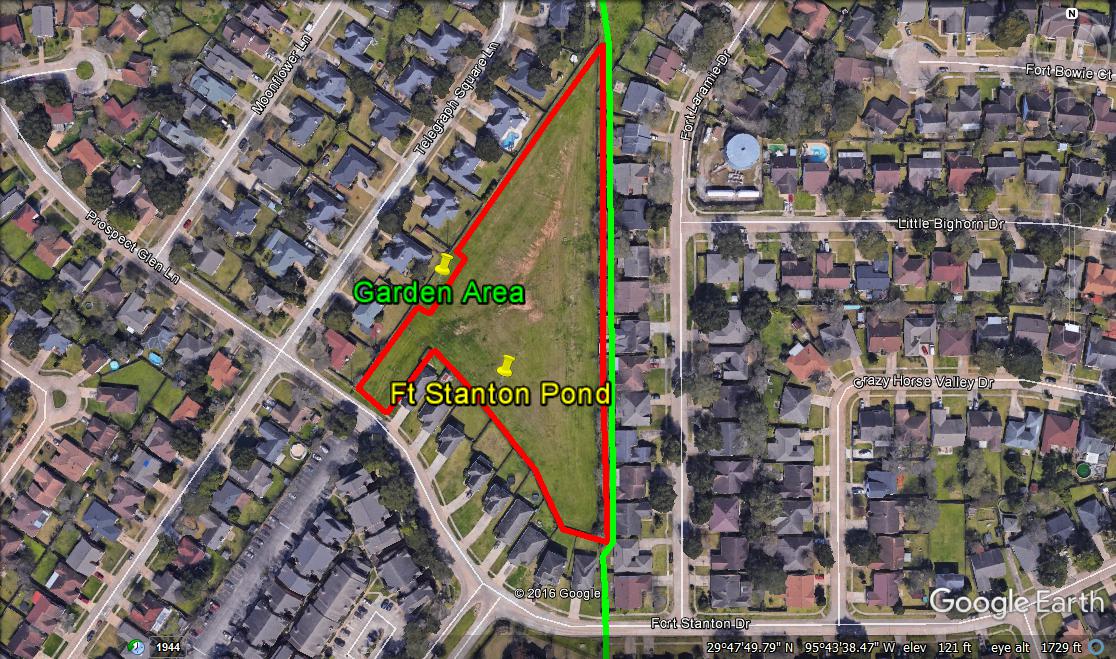 N
Moonflower Ln
Telegraph Square Ln
Fort Laramie Dr
Fort Bowie Ct
Prospect Glen Ln
Little Bighorn Dr
Garden Area
Ft Stanton Pond
Crazy Horse Valley Dr
© 2016 Google
Google Earth
Fort Stanton Dr
1944
29°47'49.79" N 95°43'38.47" W elev 121 ft eye alt 1729 ft